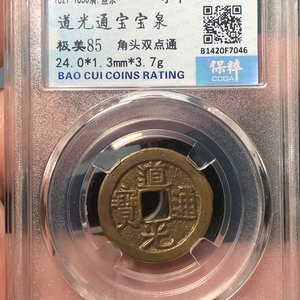 道光通宝宝泉
极美85 角头双点通
24.0*1.3mm*3.7g
BAO CUI COINS RATING
B1420F7046
保粹
CCGA
道光通寶